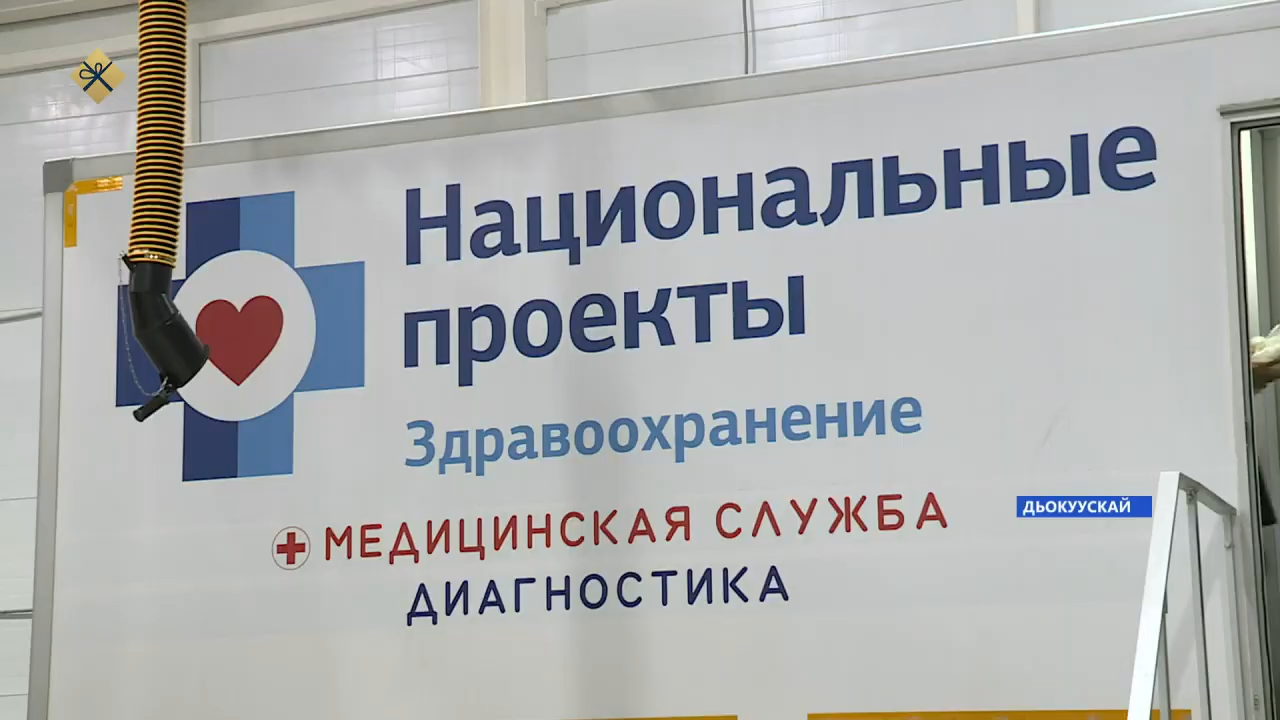 Национальные
проекты
Здравоохранение
МЕДИЦИНСКАЯ СЛУЖБА
ДИАГНОСТИКА
ДЬОКУУСКАЙ